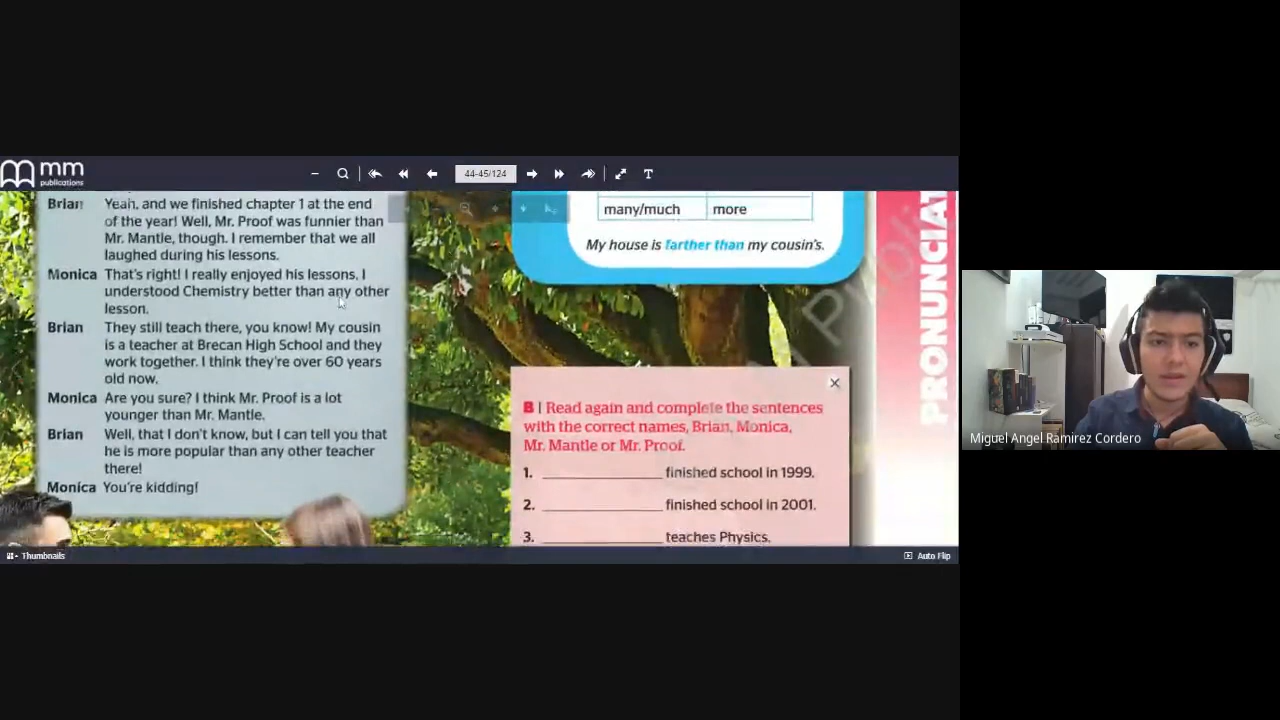 mm
publications
44-45/124
T
Brian Yeah, and we finished chapter 1 at the end
of the year! Well, Mr. Proof was funnier than
Mr. Mantle, though. I remember that we all
laughed during his lessons.
Monica That's right! I really enjoyed his lessons. I
understood Chemistry better than any other
lesson.
Brian They still teach there, you know! My cousin
is a teacher at Brecan High School and they
work together. I think they're over 60 years
old now.
Monica Are you sure? I think Mr. Proof is a lot
younger than Mr. Mantle.
Brian Well, that I don't know, but I can tell you that
he is more popular than any other teacher
there!
Monica You're kidding!
many/much more
My house is farther than my cousin's.
B | Read again and complete the sentences
with the correct names, Brian, Monica,
Mr. Mantle or Mr. Proof.
1. ____________ finished school in 1999.
2. ____________ finished school in 2001.
3. ____________ teaches Physics.
Thumbnails
Auto Flip
Miguel Angel Ramirez Cordero